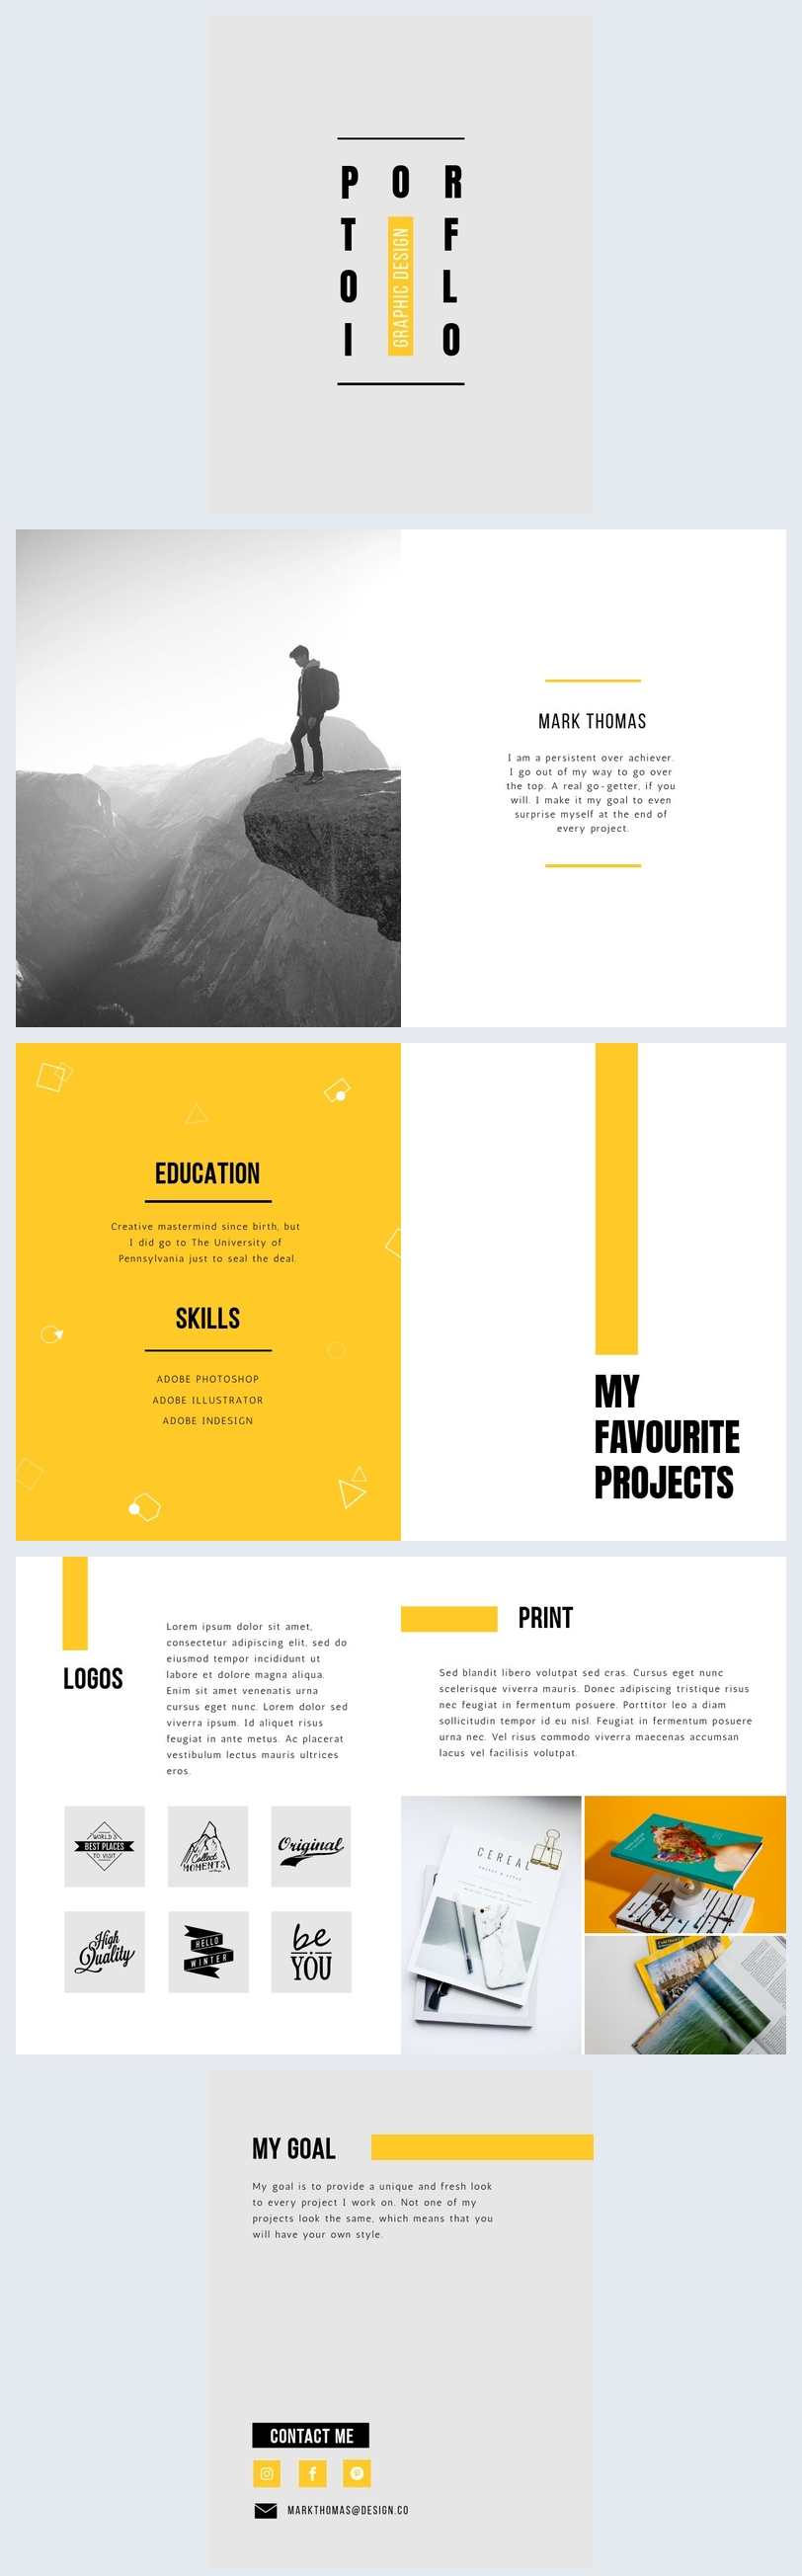 P O R
T F
O L
I O
GRAPHIC DESIGN
MARK THOMAS
I am a persistent over achiever.
I go out of my way to go over
the top. A real go-getter, if you
will. I make it my goal to even
surprise myself at the end of
every project.
EDUCATION
Creative mastermind since birth, but
I did go to The University of
Pennsylvania just to seal the deal.
SKILLS
ADOBE PHOTOSHOP
ADOBE ILLUSTRATOR
ADOBE INDESIGN
MY
FAVOURITE
PROJECTS
LOGOS
Lorem ipsum dolor sit amet,
consectetur adipiscing elit, sed do
eiusmod tempor incididunt ut
labore et dolore magna aliqua.
Enim sit amet venenatis urna
cursus eget nunc. Lorem dolor sed
viverra ipsum. Id aliquet risus
feugiat in ante metus. Ac placerat
vestibulum lectus mauris ultrices
eros.
WORLD'S
BEST PLACES
TO VISIT
Collect
MOMENTS
Original
High
Quality
HELLO
WINTER
be
YOU
PRINT
Sed blandit libero volutpat sed cras. Cursus eget nunc
scelerisque viverra mauris. Donec adipiscing tristique risus
nec feugiat in fermentum posuere. Porttitor leo a diam
sollicitudin tempor id eu nisl. Feugiat in fermentum posuere
urna nec. Vel risus commodo viverra maecenas accumsan
lacus vel facilisis volutpat.
CEREAL
MY GOAL
My goal is to provide a unique and fresh look
to every project I work on. Not one of my
projects look the same, which means that you
will have your own style.
CONTACT ME
MARKTHOMAS@DESIGN.CO